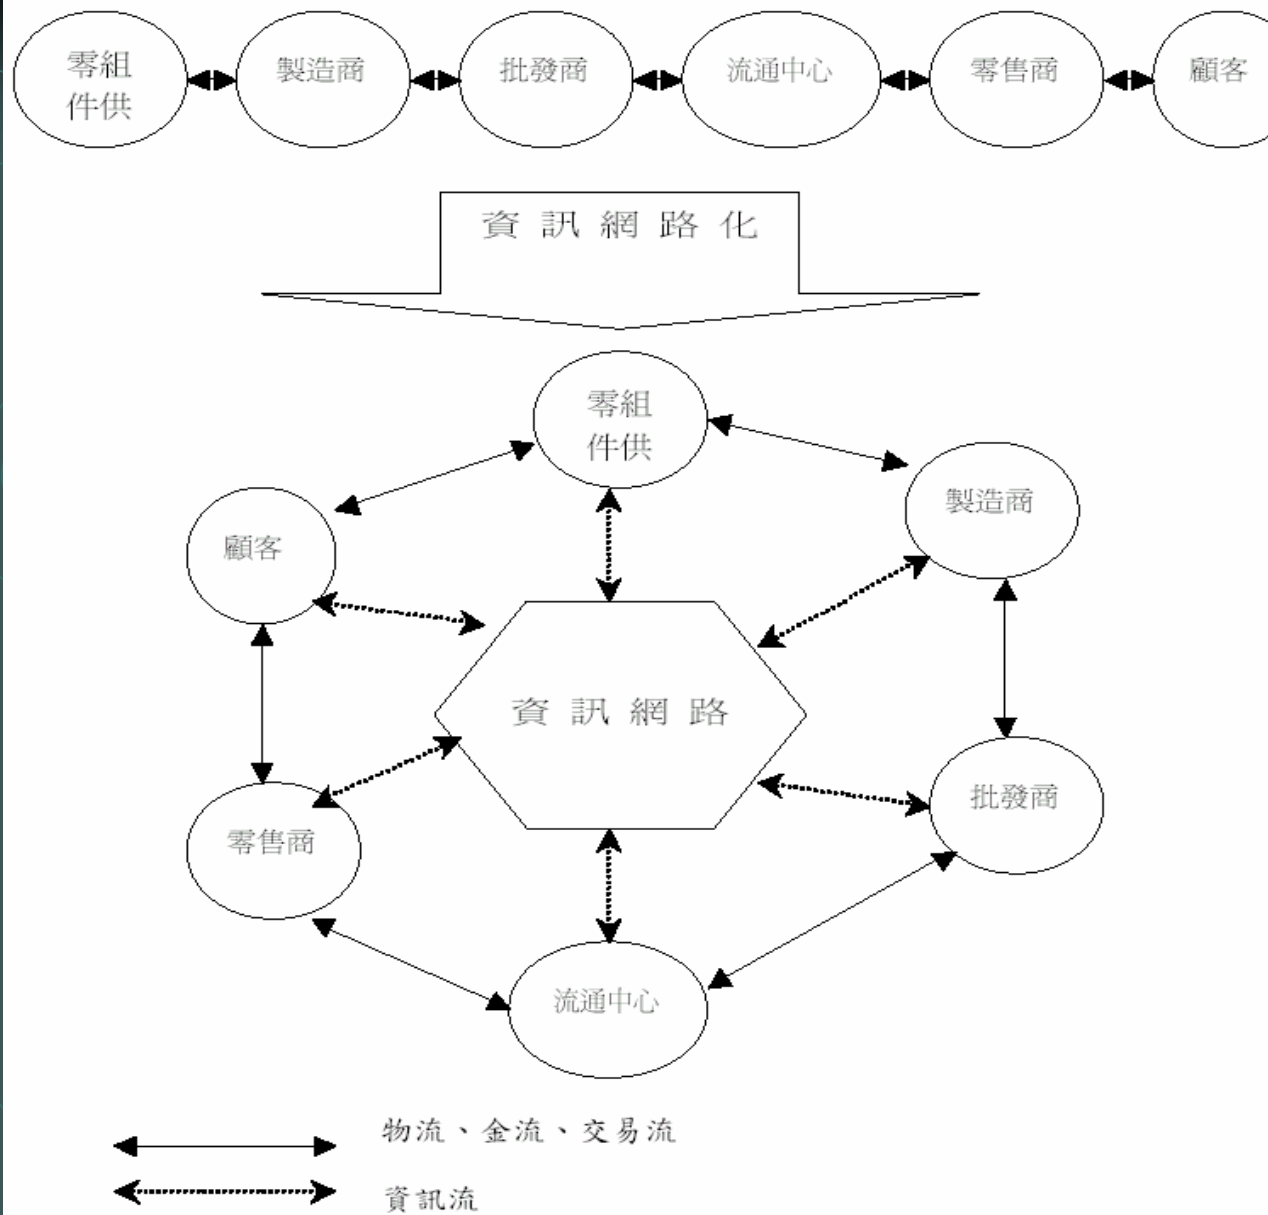 零組
件供
製造商
批發商
流通中心
零售商
顧客
資訊網路化
零組
件供
製造商
顧客
資訊網路
批發商
零售商
流通中心
物流、金流、交易流
資訊流